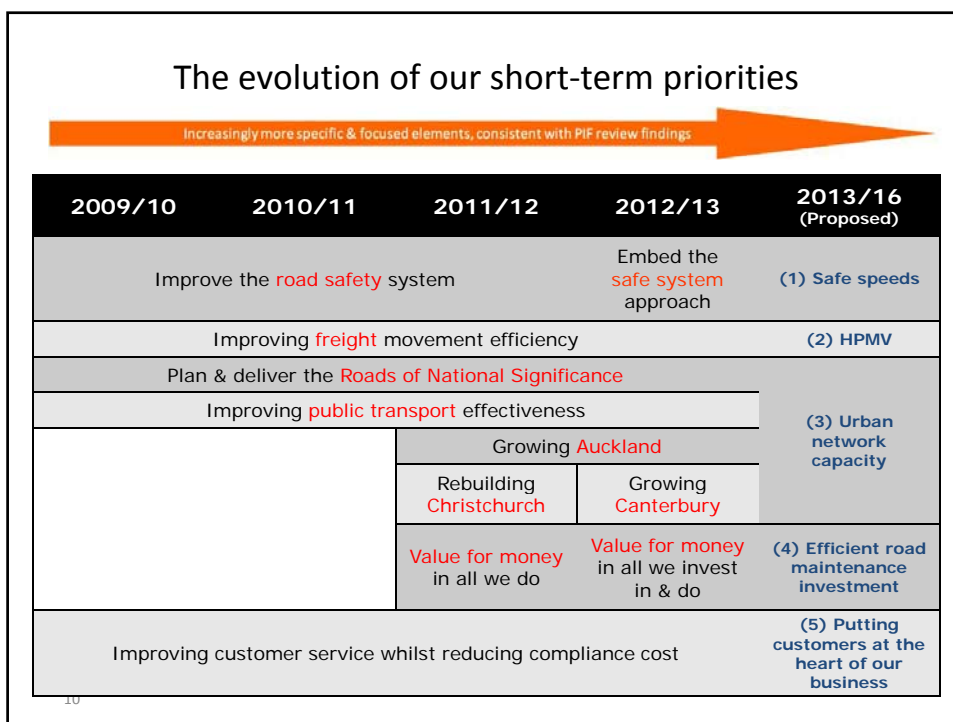 The evolution of our short-term priorities
Increasingly more specific & focused elements, consistent with PIF review findings
2009/10 2010/11 2011/12 2012/13 2013/16
(Proposed)
Improve the road safety system
Embed the
safe system
approach
(1) Safe speeds
Improving freight movement efficiency
(2) HPMV
Plan & deliver the Roads of National Significance
Improving public transport effectiveness
(3) Urban
network
capacity
Growing Auckland
Rebuilding
Christchurch
Growing
Canterbury
Value for money
in all we do
Value for money
in all we invest
in & do
(4) Efficient road
maintenance
investment
Improving customer service whilst reducing compliance cost
(5) Putting
customers at the
heart of our
business
10